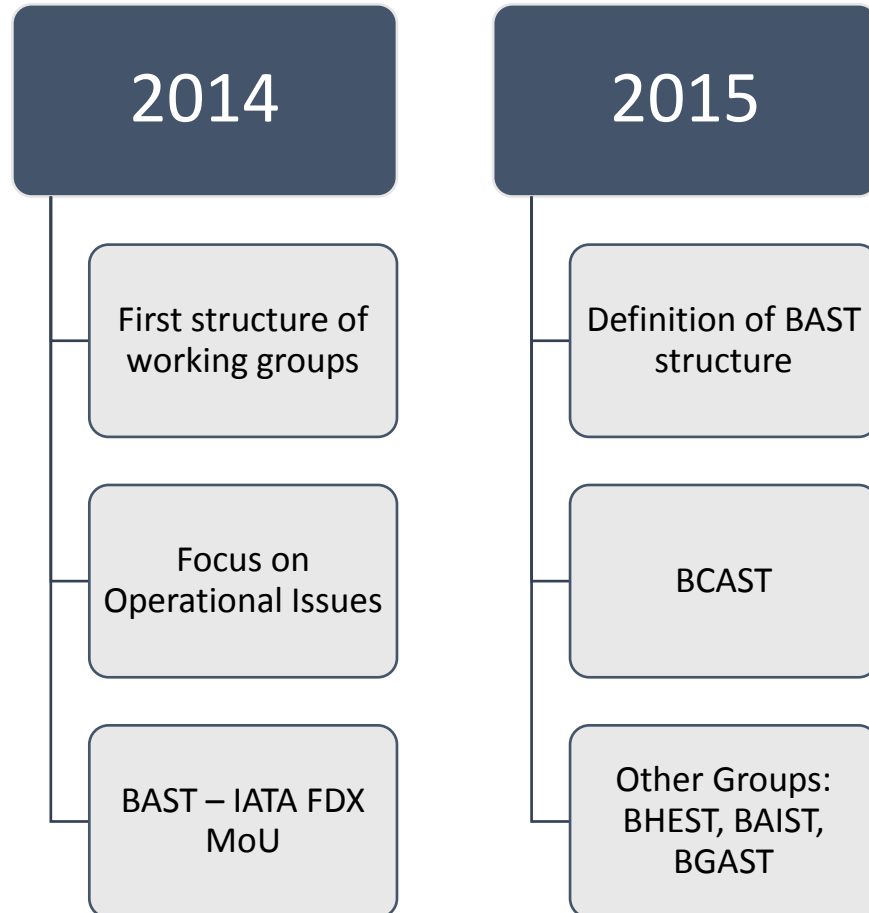 2014
First structure of
working groups
Focus on
Operational Issues
BAST – IATA FDX
MoU
2015
Definition of BAST
structure
BCAST
Other Groups:
BHEST, BAIST,
BGAST